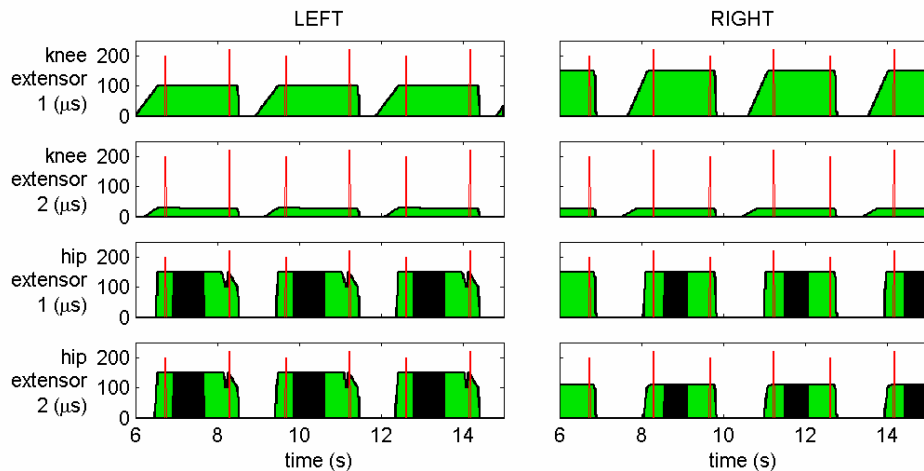 LEFT RIGHT
knee 200
extensor 100
1 (μs) 0
knee 200
extensor 100
2 (μs) 0
hip 200
extensor 100
1 (μs) 0
hip 200
extensor 100
2 (μs) 0
6 8 10 12 14 6 8 10 12 14
time (s) time (s)